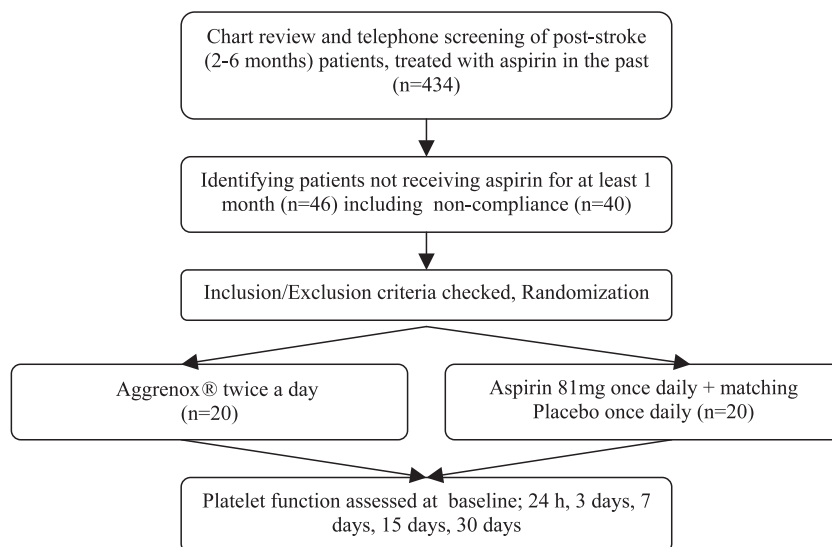 Chart review and telephone screening of post-stroke
(2-6 months) patients, treated with aspirin in the past
(n=434)
Identifying patients not receiving aspirin for at least 1
month (n=46) including non-compliance (n=40)
Inclusion/Exclusion criteria checked, Randomization
Aggrenox® twice a day
(n=20)
Aspirin 81mg once daily + matching
Placebo once daily (n=20)
Platelet function assessed at baseline; 24 h, 3 days, 7
days, 15 days, 30 days